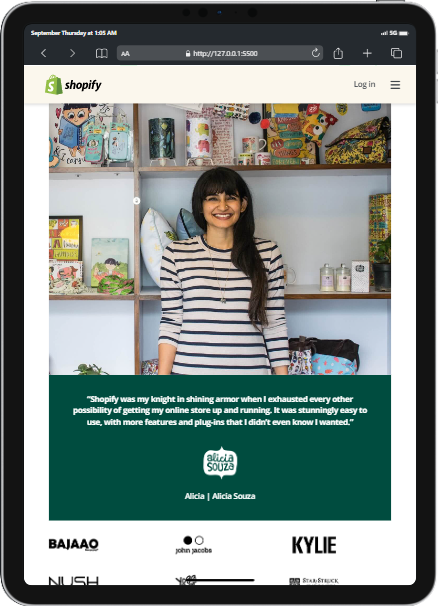 September Thursday at 1:05 AM
5G
AA
http://127.0.0.1:5500
shopify
Log in
"Shopify was my knight in shining armor when I exhausted every other
possibility of getting my online store up and running. It was stunningly easy to
use, with more features and plug-ins that I didn't even know I wanted."
alicia
souza
Alicia | Alicia Souza
BAJAAO
john jacobs
KYLIE
NUSH
STAR STRUCK